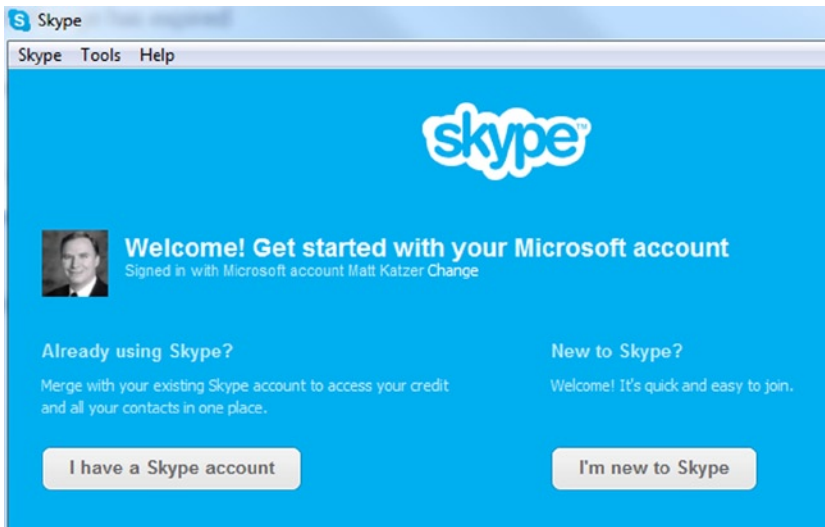 Skype
Skype Tools Help
skype™
Welcome! Get started with your Microsoft account
Signed in with Microsoft account Matt Katzer Change
Already using Skype?
Merge with your existing Skype account to access your credit
and all your contacts in one place.
I have a Skype account
New to Skype?
Welcome! It's quick and easy to join.
I'm new to Skype